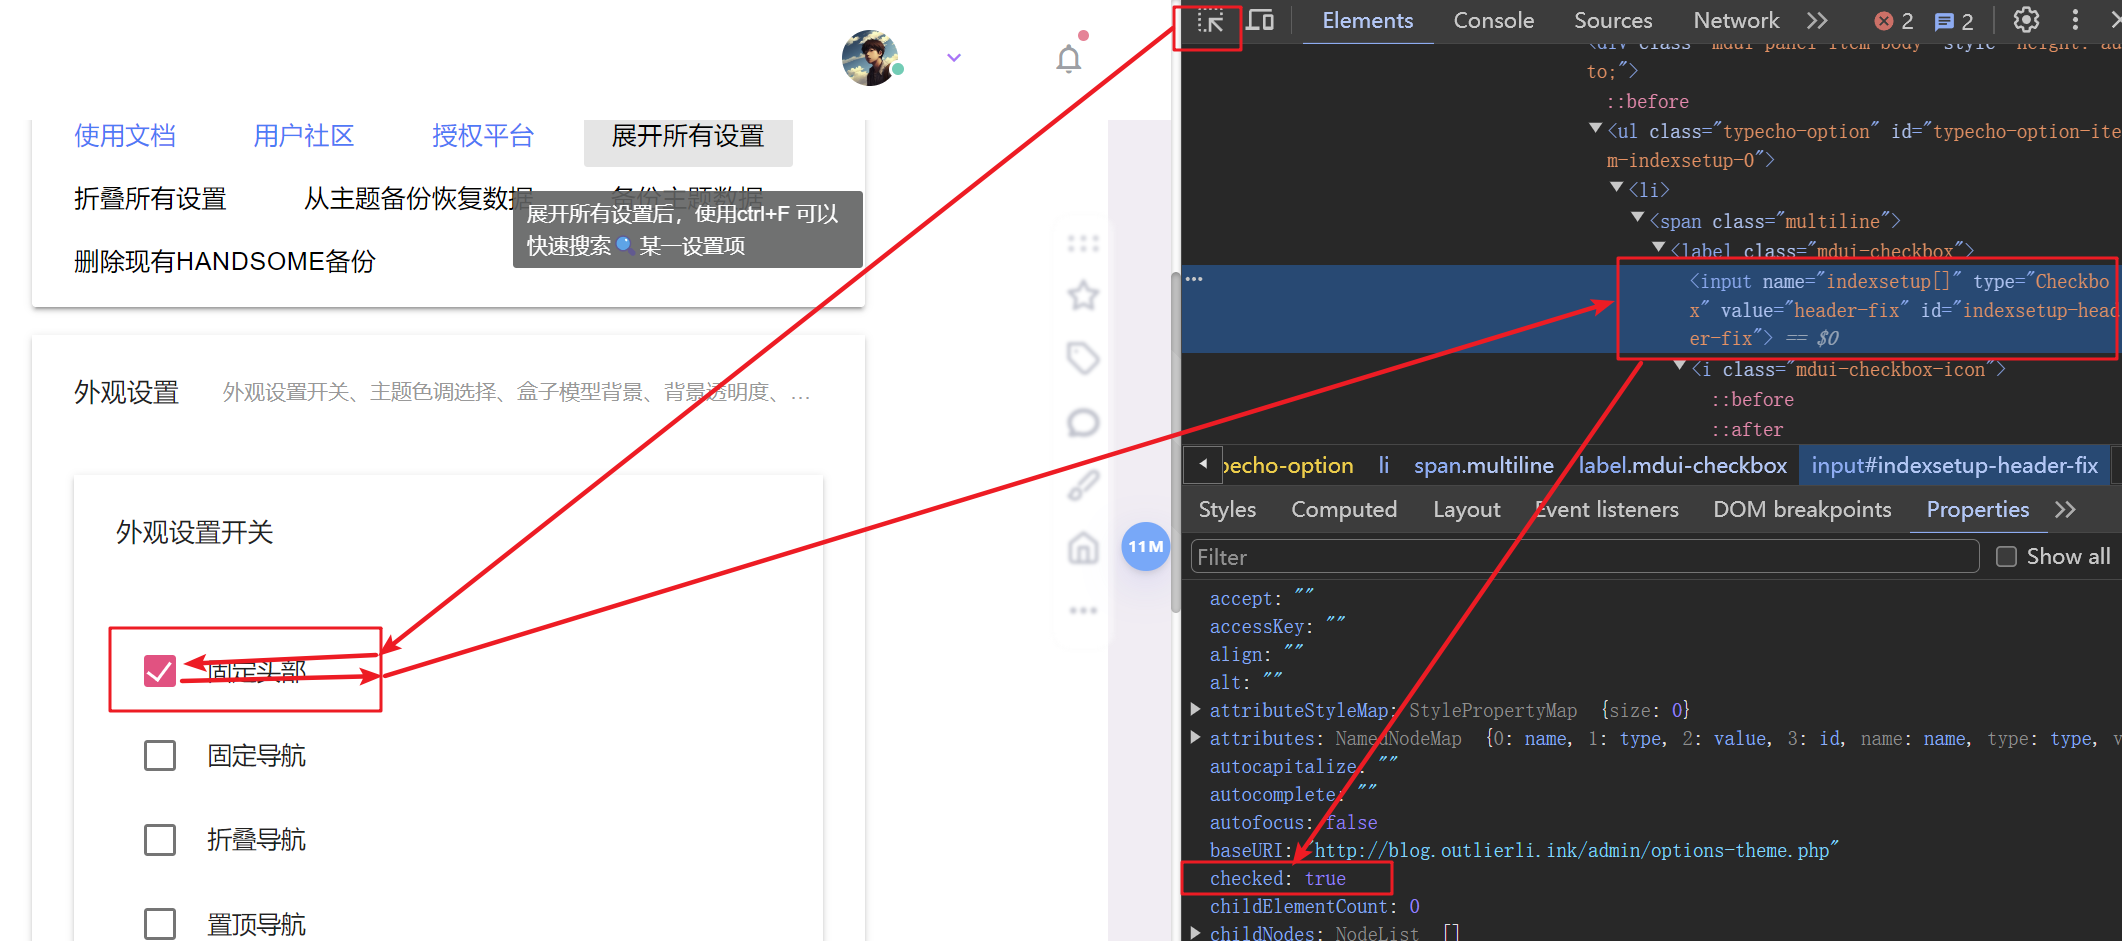 使用文档
用户社区
授权平台
展开所有设置
折叠所有设置
从主题备份恢复数据
备份主题数据
展开所有设置后，使用ctrl+F 可以
快速搜索🔍某一设置项
删除现有HANDSOME备份
外观设置
外观设置开关、主题色调选择、盒子模型背景、背景透明度、...
外观设置开关
固定头部
固定导航
折叠导航
置顶导航
11M
Elements
Console
Sources
Network
2
2
<div class="mdui-panel-item-body" style="height: au
to;">
::before
<ul class="typecho-option" id="typecho-option-ite
m-indexsetup-0">
<li>
<span class="multiline">
<label class="mdui-checkbox">
<input name="indexsetup[]" type="Checkbo
x" value="header-fix" id="indexsetup-head
er-fix"> == $0
<i class="mdui-checkbox-icon">
::before
::after
pecho-option
li
span.multiline
label.mdui-checkbox
input#indexsetup-header-fix
Styles
Computed
Layout
Event listeners
DOM breakpoints
Properties
Filter
Show all
accept: ""
accessKey: ""
align: ""
alt: ""
attributeStyleMap: StylePropertyMap {size: 0}
attributes: NamedNodeMap {0: name, 1: type, 2: value, 3: id, name: name, type: type, v
autocapitalize: ""
autocomplete: ""
autofocus: false
baseURI: "http://blog.outlierli.ink/admin/options-theme.php"
checked: true
childElementCount: 0
childNodes: NodeList []